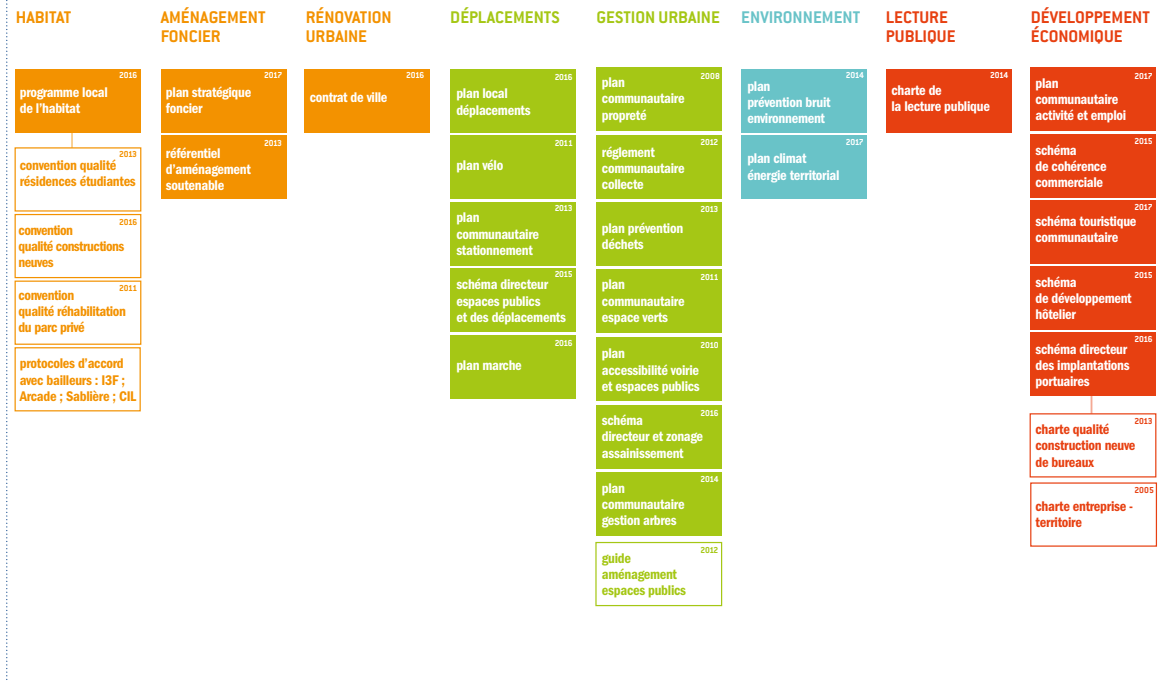 HABITAT
2016
programme local
de l'habitat
2013
convention qualité
résidences étudiantes
2016
convention
qualité constructions
neuves
2011
convention
qualité réhabilitation
du parc privé
protocoles d'accord
avec bailleurs : I3F ;
Arcade ; Sablière ; CIL
AMÉNAGEMENT
FONCIER
2017
plan stratégique
foncier
2013
référentiel
d'aménagement
soutenable
RÉNOVATION
URBAINE
2016
contrat de ville
DÉPLACEMENTS
2016
plan local
déplacements
2011
plan vélo
2013
plan
communautaire
stationnement
2015
schéma directeur
espaces publics
et des déplacements
2016
plan marche
GESTION URBAINE
2008
plan
communautaire
propreté
2012
réglement
communautaire
collecte
2013
plan prévention
déchets
2011
plan
communautaire
espace verts
2010
plan
accessibilité voirie
et espaces publics
2016
schéma
directeur et zonage
assainissement
2014
plan
communautaire
gestion arbres
2012
guide
aménagement
espaces publics
ENVIRONNEMENT
2014
plan
prévention bruit
environnement
2017
plan climat
énergie territorial
LECTURE
PUBLIQUE
2014
charte de
la lecture publique
DÉVELOPPEMENT
ÉCONOMIQUE
2017
plan
communautaire
activité et emploi
2015
schéma
de cohérence
commerciale
2017
schéma touristique
communautaire
2015
schéma
de développement
hôtelier
2016
schéma directeur
des implantations
portuaires
2013
charte qualité
construction neuve
de bureaux
2005
charte entreprise -
territoire